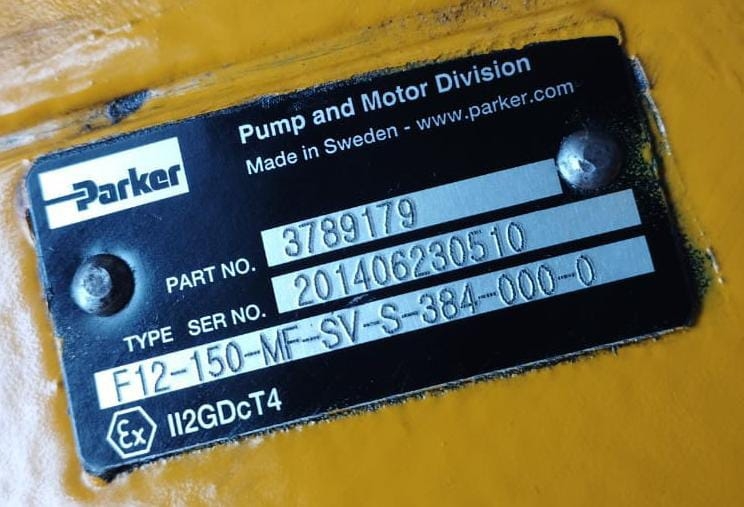 Parker
Pump and Motor Division
Made in Sweden - www.parker.com
PART NO. 3789179
SER NO. 201406230510
TYPE
F12-150-MF-SV-S-384-000-0
Ex II2GDcT4